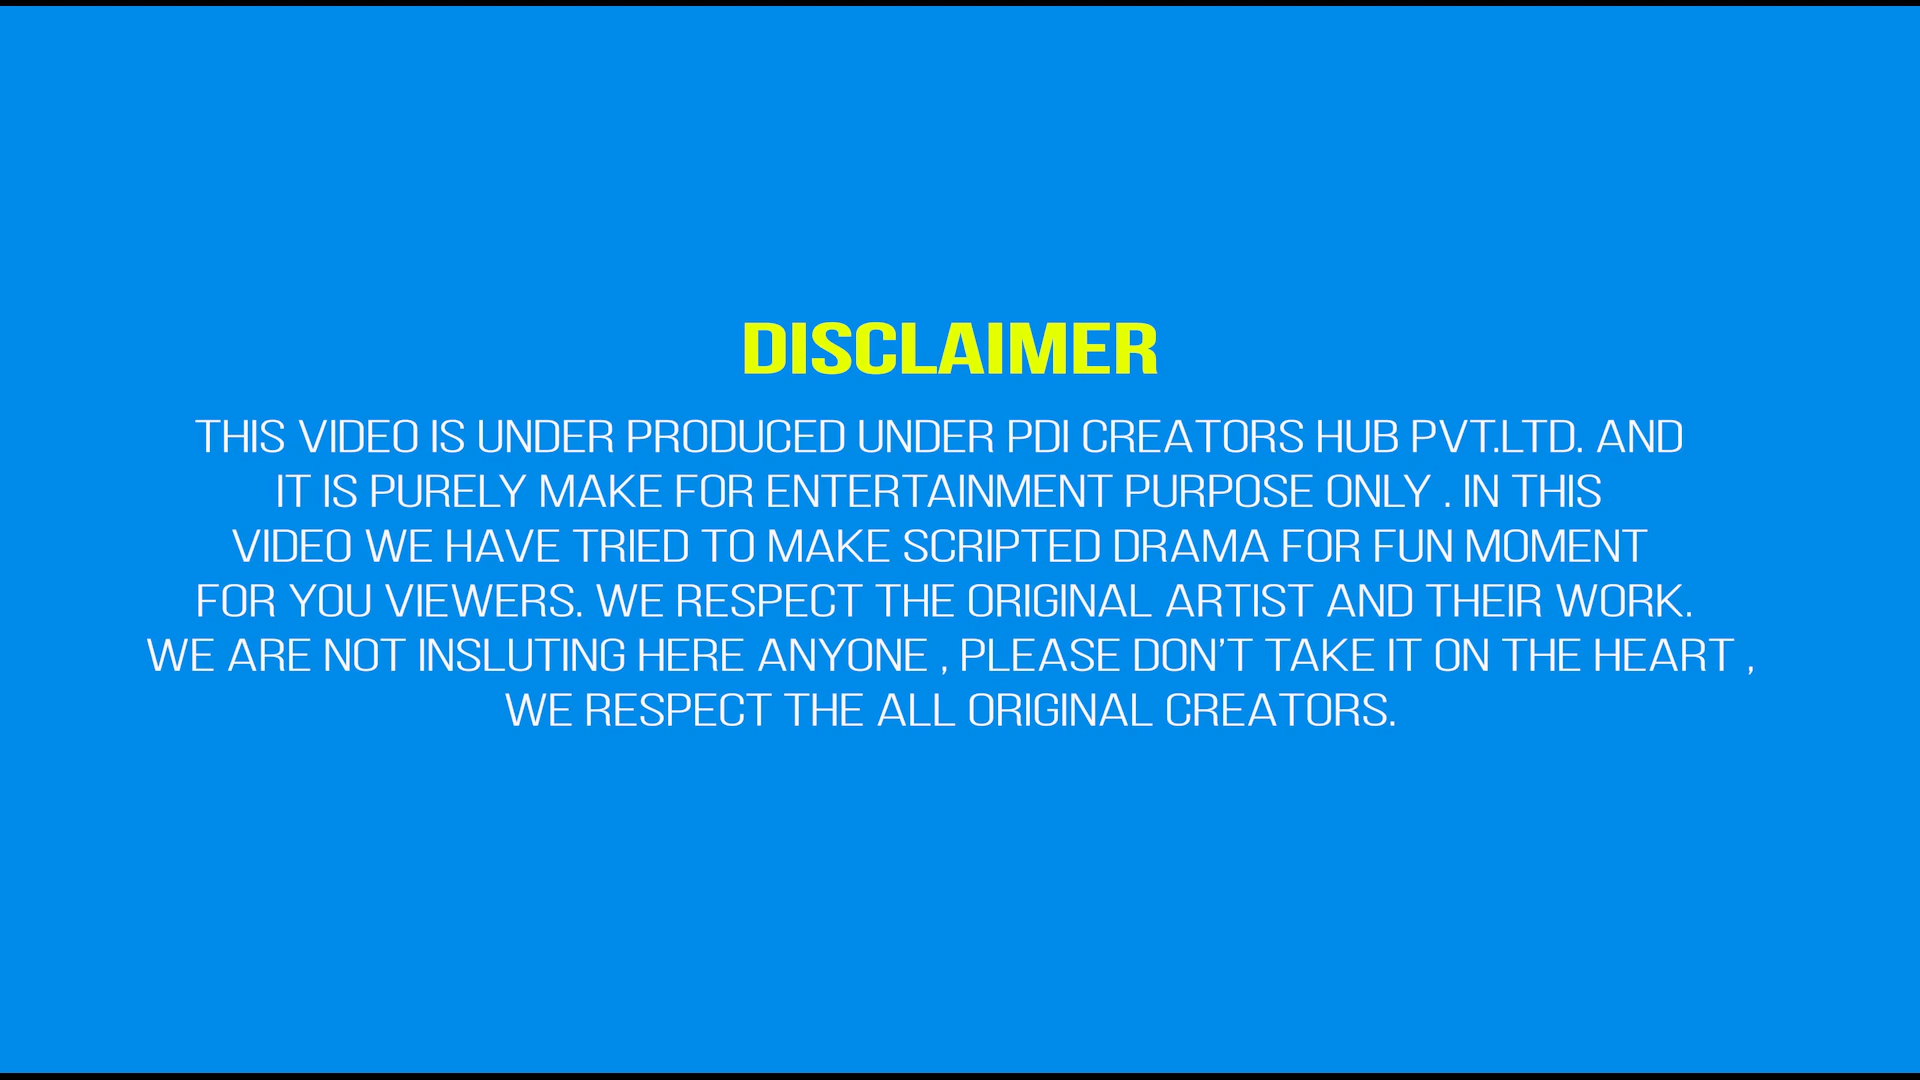 DISCLAIMER
THIS VIDEO IS UNDER PRODUCED UNDER PDI CREATORS HUB PVT.LTD. AND
IT IS PURELY MAKE FOR ENTERTAINMENT PURPOSE ONLY . IN THIS
VIDEO WE HAVE TRIED TO MAKE SCRIPTED DRAMA FOR FUN MOMENT
FOR YOU VIEWERS. WE RESPECT THE ORIGINAL ARTIST AND THEIR WORK.
WE ARE NOT INSLUTING HERE ANYONE , PLEASE DON’T TAKE IT ON THE HEART ,
WE RESPECT THE ALL ORIGINAL CREATORS.